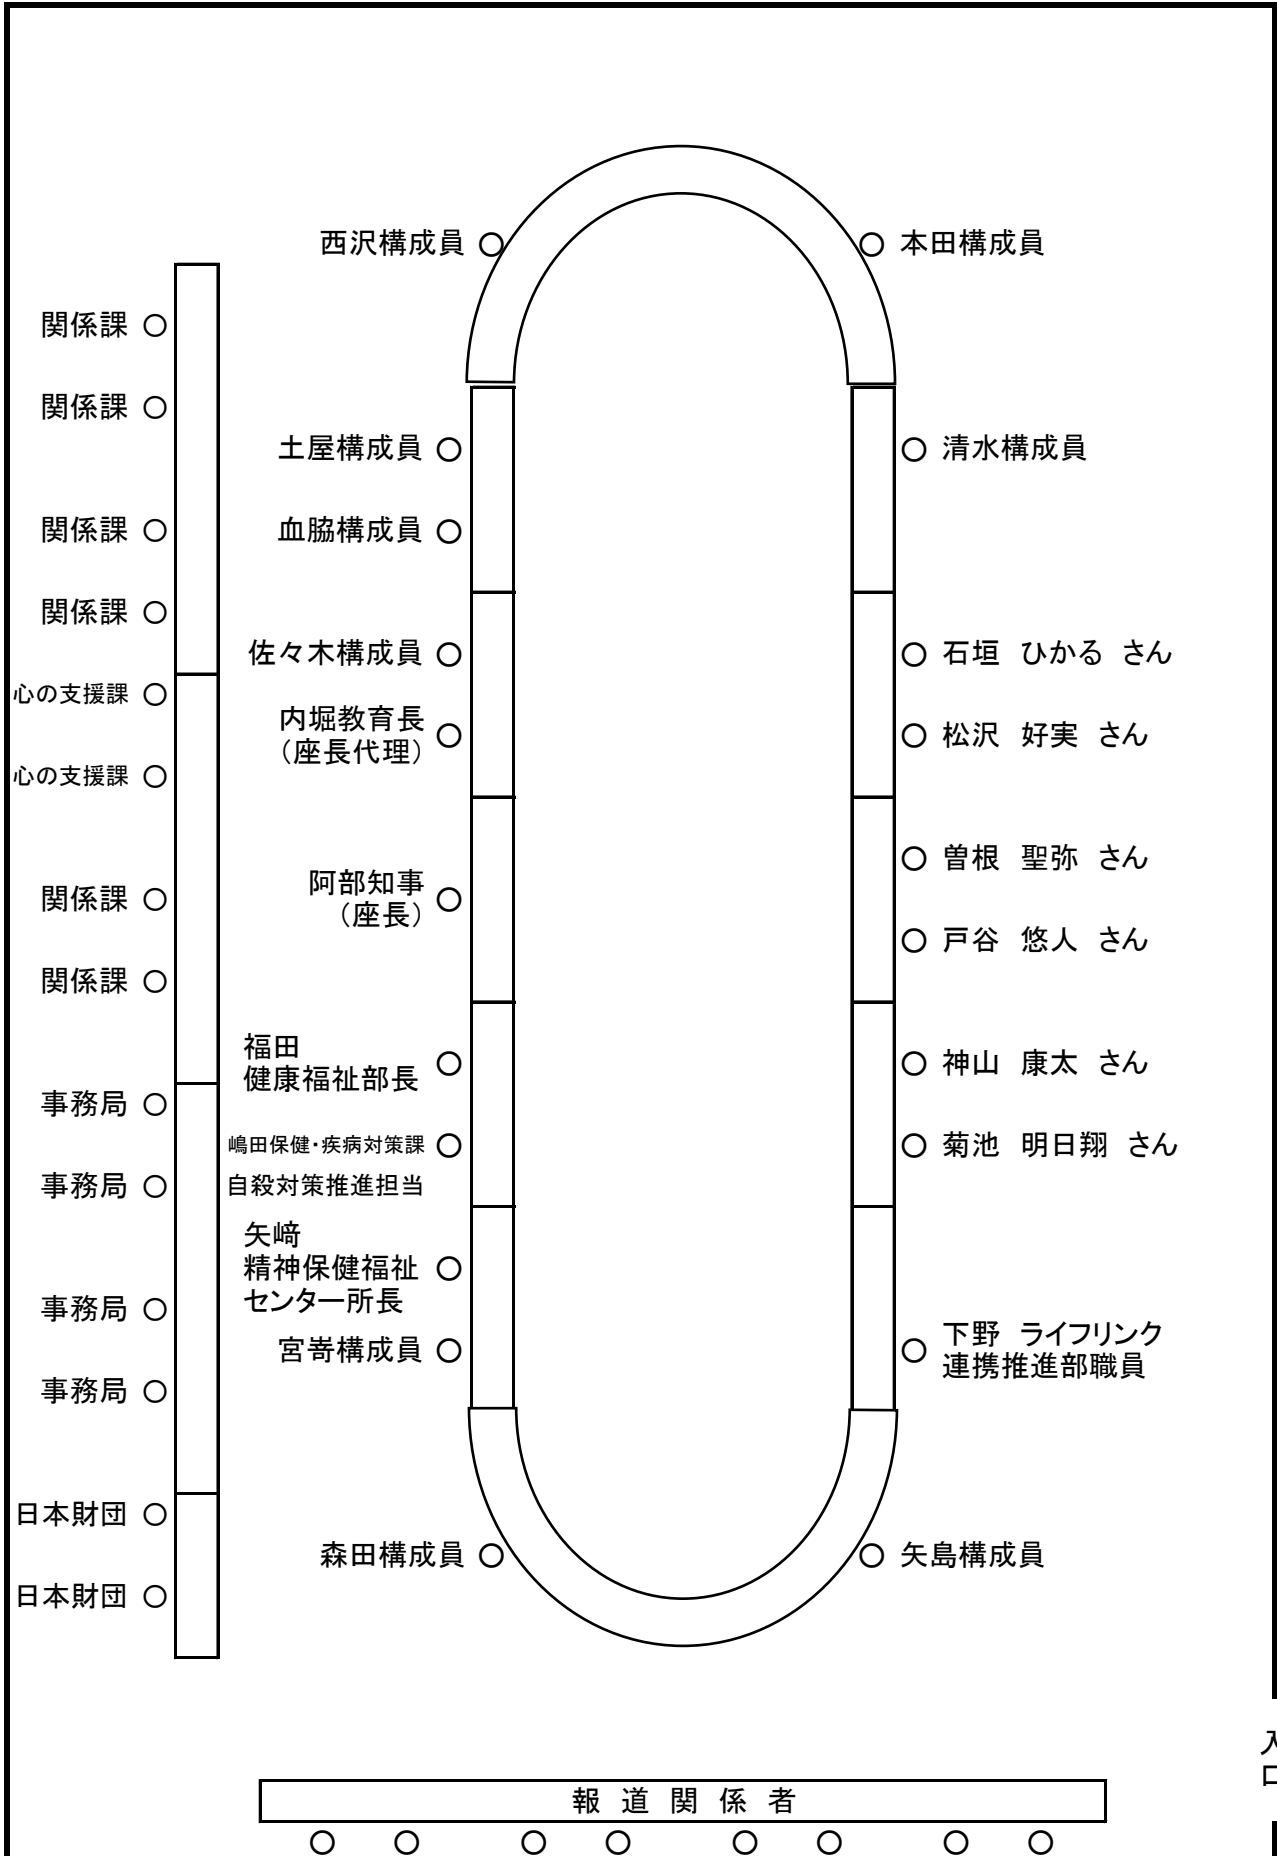 西沢構成員 ○
○ 本田構成員
関係課 ○
関係課 ○
土屋構成員 ○
○ 清水構成員
関係課 ○
血脇構成員 ○
関係課 ○
佐々木構成員 ○
○ 石垣 ひかる さん
心の支援課 ○
内堀教育長
(座長代理) ○
○ 松沢 好実 さん
心の支援課 ○
○ 曽根 聖弥 さん
関係課 ○
阿部知事
(座長) ○
○ 戸谷 悠人 さん
関係課 ○
福田
健康福祉部長 ○
○ 神山 康太 さん
事務局 ○
嶋田保健・疾病対策課 ○
自殺対策推進担当
○ 菊池 明日翔 さん
事務局 ○
矢﨑
精神保健福祉 ○
センター所長
事務局 ○
宮嵜構成員 ○
○ 下野 ライフリンク
連携推進部職員
事務局 ○
日本財団 ○
森田構成員 ○
○ 矢島構成員
日本財団 ○
入
口
報 道 関 係 者
○ ○ ○ ○ ○ ○ ○ ○